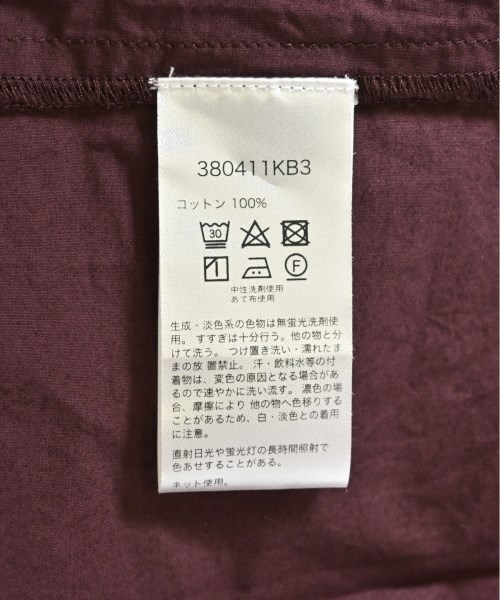 380411KB3
コットン 100%
30
F
中性洗剤使用
あて布使用
生成・淡色系の色物は無蛍光洗剤使
用。 すすぎは十分行う。他の物と分
けて洗う。 つけ置き洗い・濡れたま
まの放 置禁止。 汗・飲料水等の付
着物は、変色の原因となる場合があ
るので速やかに洗い流す。 濃色の場
合、摩擦により 他の物へ色移りする
ことがあるため、白・淡色との着用
に注意。
直射日光や蛍光灯の長時間照射で
色あせすることがある。
ネット使用。